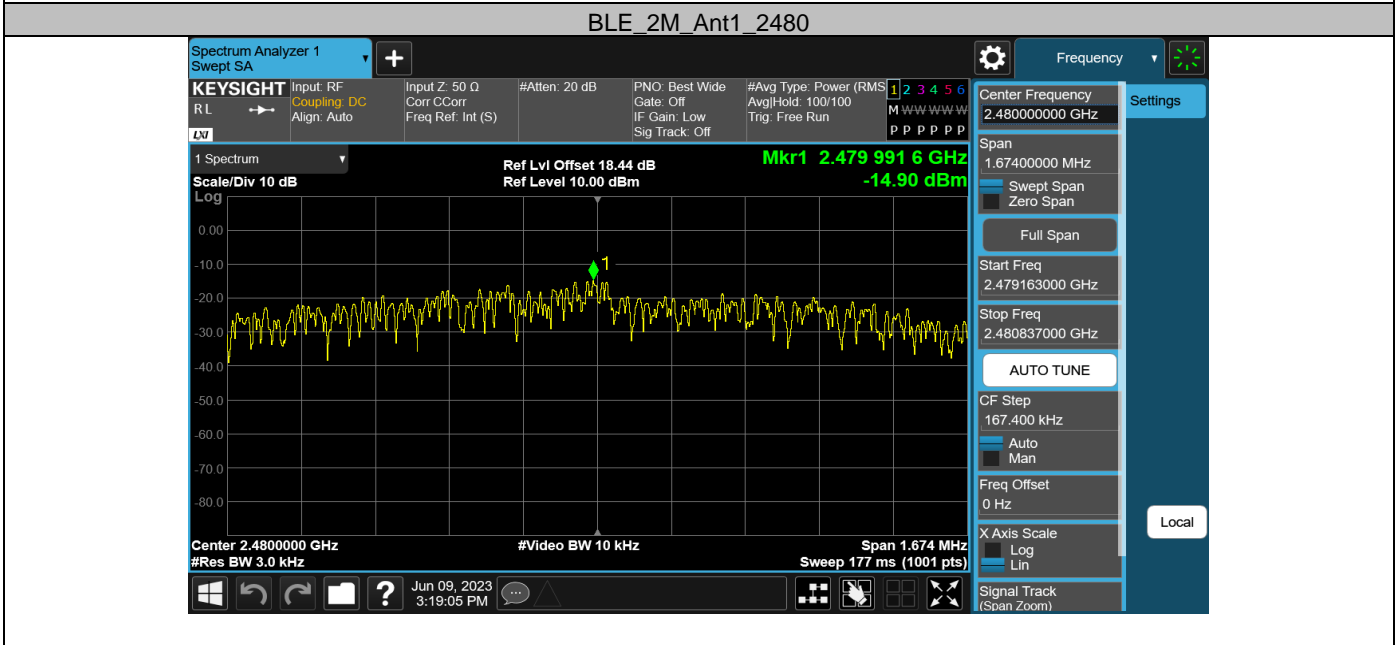 BLE_2M_Ant1_2480
Spectrum Analyzer 1
Swept SA
Frequency
KEYSIGHT
R L
LXI
Input: RF
Coupling: DC
Align: Auto
Input Z: 50 Ω
Corr CCorr
Freq Ref: Int (S)
#Atten: 20 dB
PNO: Best Wide
Gate: Off
IF Gain: Low
Sig Track: Off
#Avg Type: Power (RMS
Avg|Hold: 100/100
Trig: Free Run
1 2 3 4 5 6
M W W W W W
P P P P P P
1 Spectrum
Scale/Div 10 dB
Log
Ref Lvl Offset 18.44 dB
Ref Level 10.00 dBm
Mkr1 2.479 991 6 GHz
-14.90 dBm
0.00
-10.0
-20.0
-30.0
-40.0
-50.0
-60.0
-70.0
-80.0
1
Center 2.4800000 GHz
#Res BW 3.0 kHz
#Video BW 10 kHz
Span 1.674 MHz
Sweep 177 ms (1001 pts)
Center Frequency
2.480000000 GHz
Span
1.67400000 MHz
Swept Span
Zero Span
Full Span
Start Freq
2.479163000 GHz
Stop Freq
2.480837000 GHz
AUTO TUNE
CF Step
167.400 kHz
Auto
Man
Freq Offset
0 Hz
X Axis Scale
Log
Lin
Signal Track
(Span Zoom)
Settings
Local
?
Jun 09, 2023
3:19:05 PM